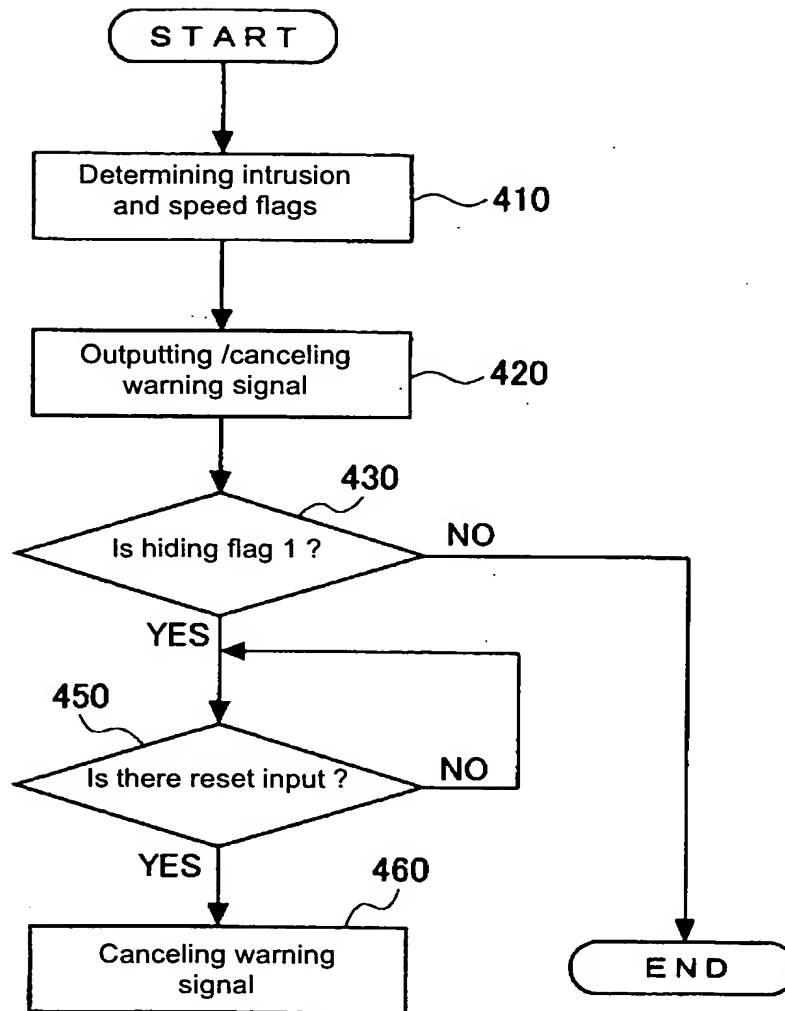 START
Determining intrusion
and speed flags
410
Outputting /canceling
warning signal
420
430
Is hiding flag 1 ?
NO
YES
450
Is there reset input ?
NO
YES
460
Canceling warning
signal
END